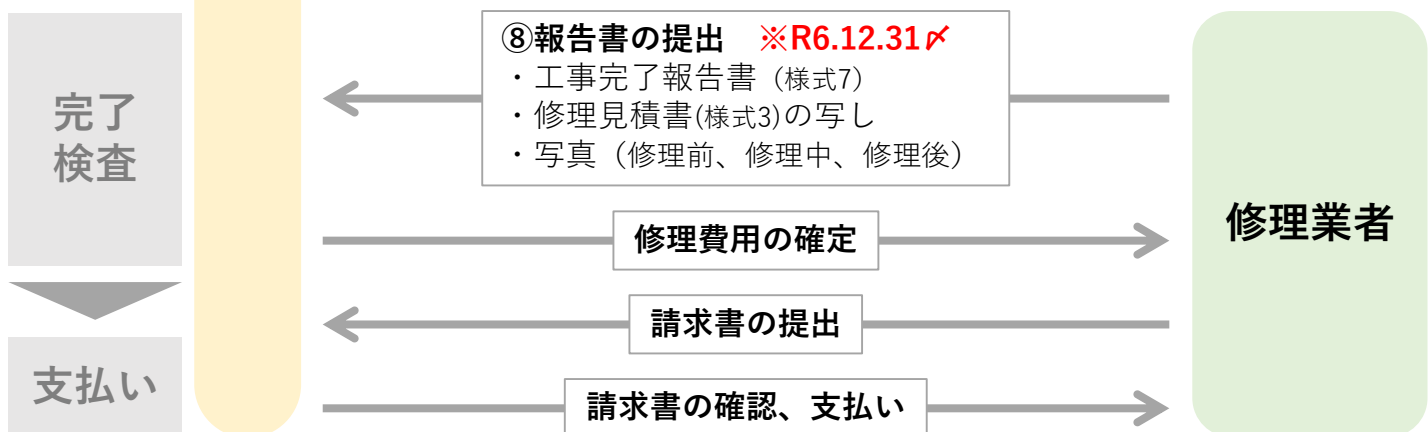 完了
検査
⑧報告書の提出　※R6.12.31〆
・工事完了報告書（様式7）
・修理見積書(様式3)の写し
・写真（修理前、修理中、修理後）
修理費用の確定
修理業者
請求書の提出
支払い
請求書の確認、支払い